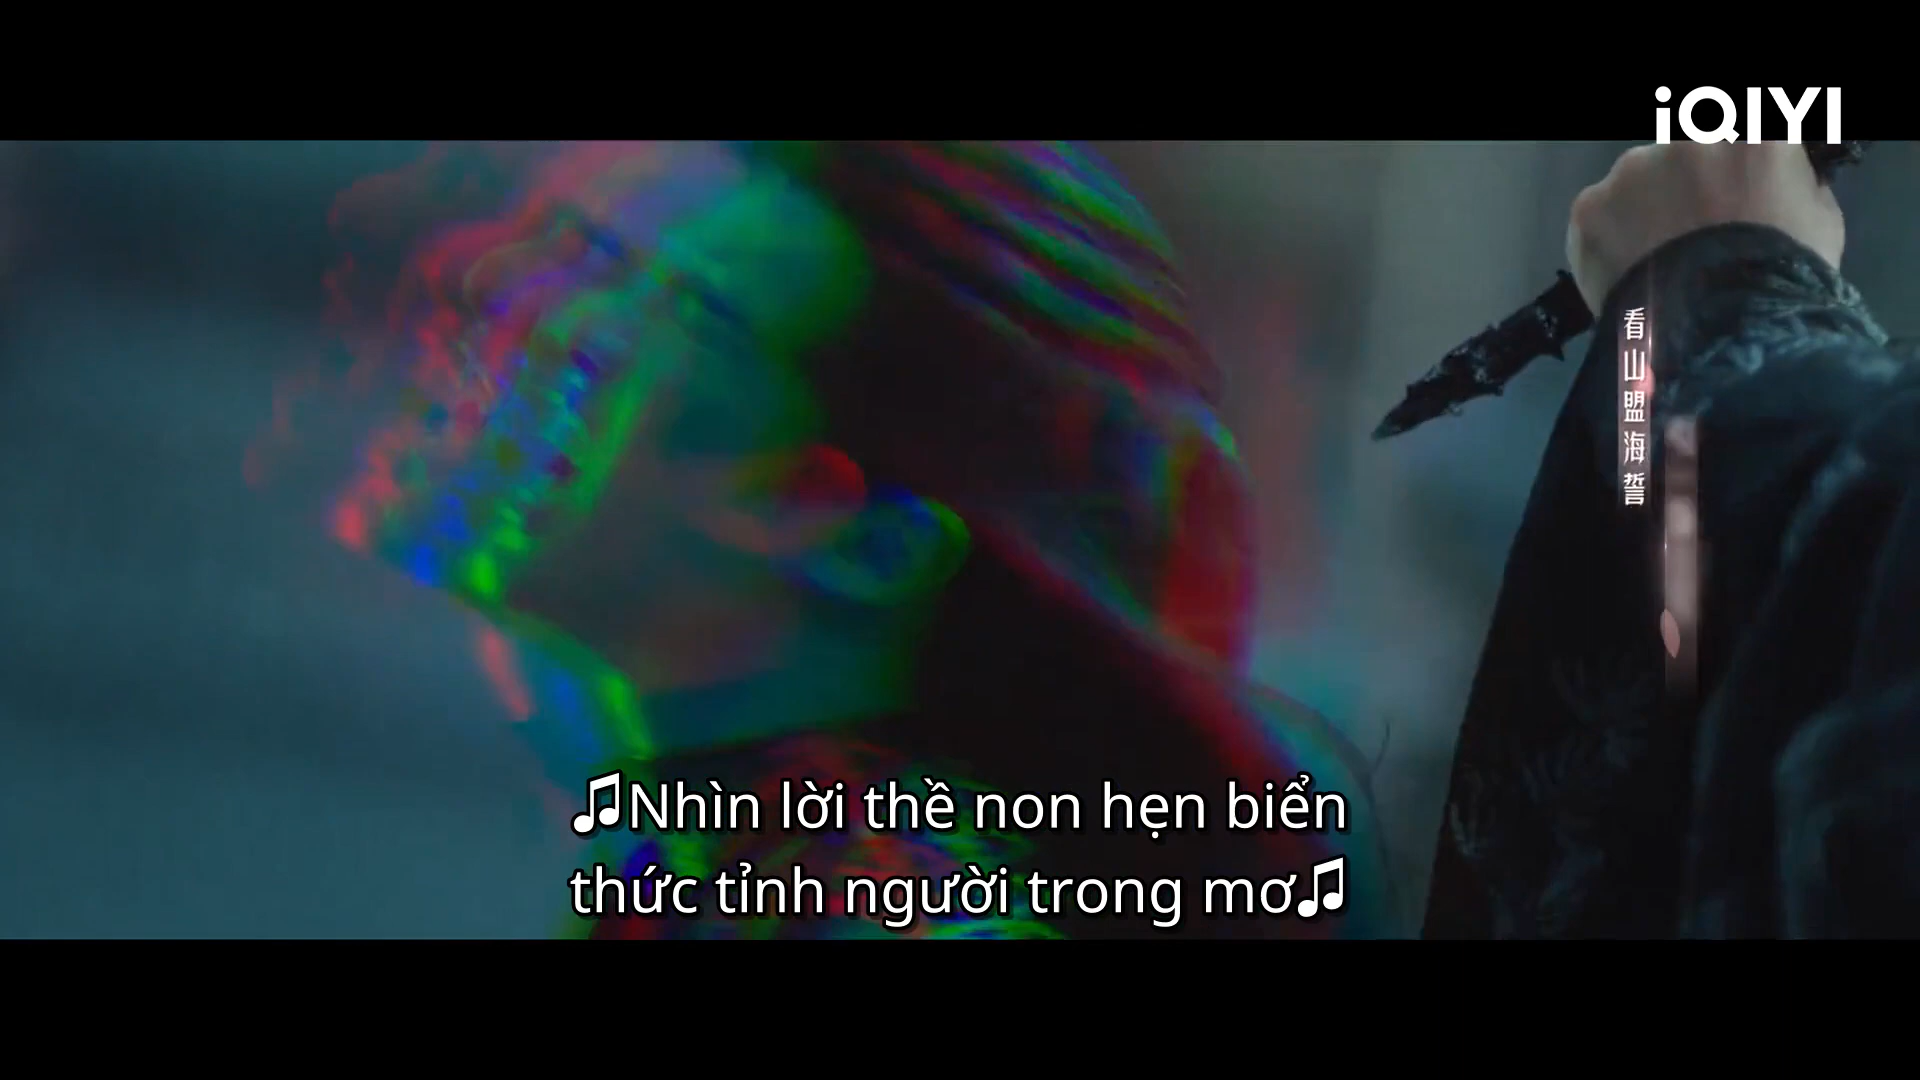 iQIYI
看山盟海誓
♫Nhìn lời thề non hẹn biển
thức tỉnh người trong mơ♫